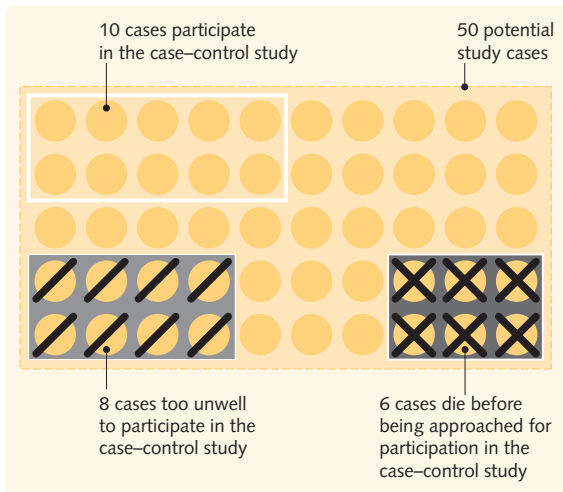 10 cases participate
in the case–control study
50 potential
study cases
8 cases too unwell
to participate in the
case–control study
6 cases die before
being approached for
participation in the
case–control study